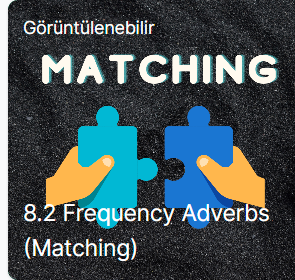 Görüntülenebilir
MATCHING
8.2 Frequency Adverbs
(Matching)